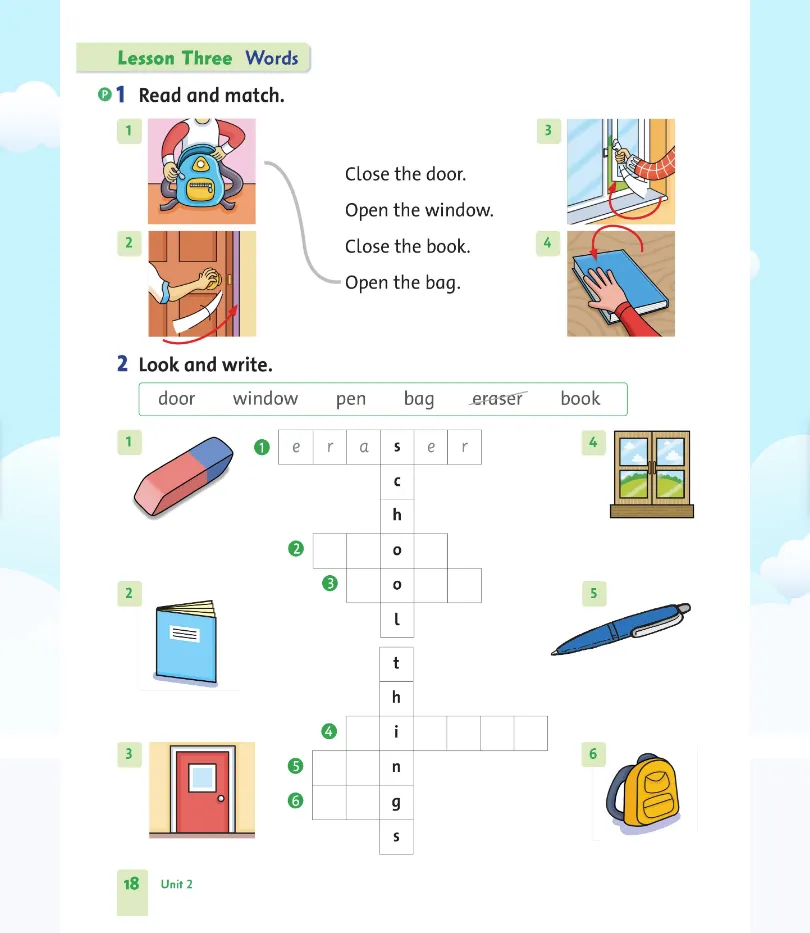 Lesson Three Words
P 1 Read and match.
1
3
Close the door.
Open the window.
2
4
Close the book.
Open the bag.
2 Look and write.
door window pen bag eraser book
1
1 e r a s e r
4
c
h
2 o
3 o
2
5
l
t
h
4 i
3
6
5 n
6 g
s
18 Unit 2